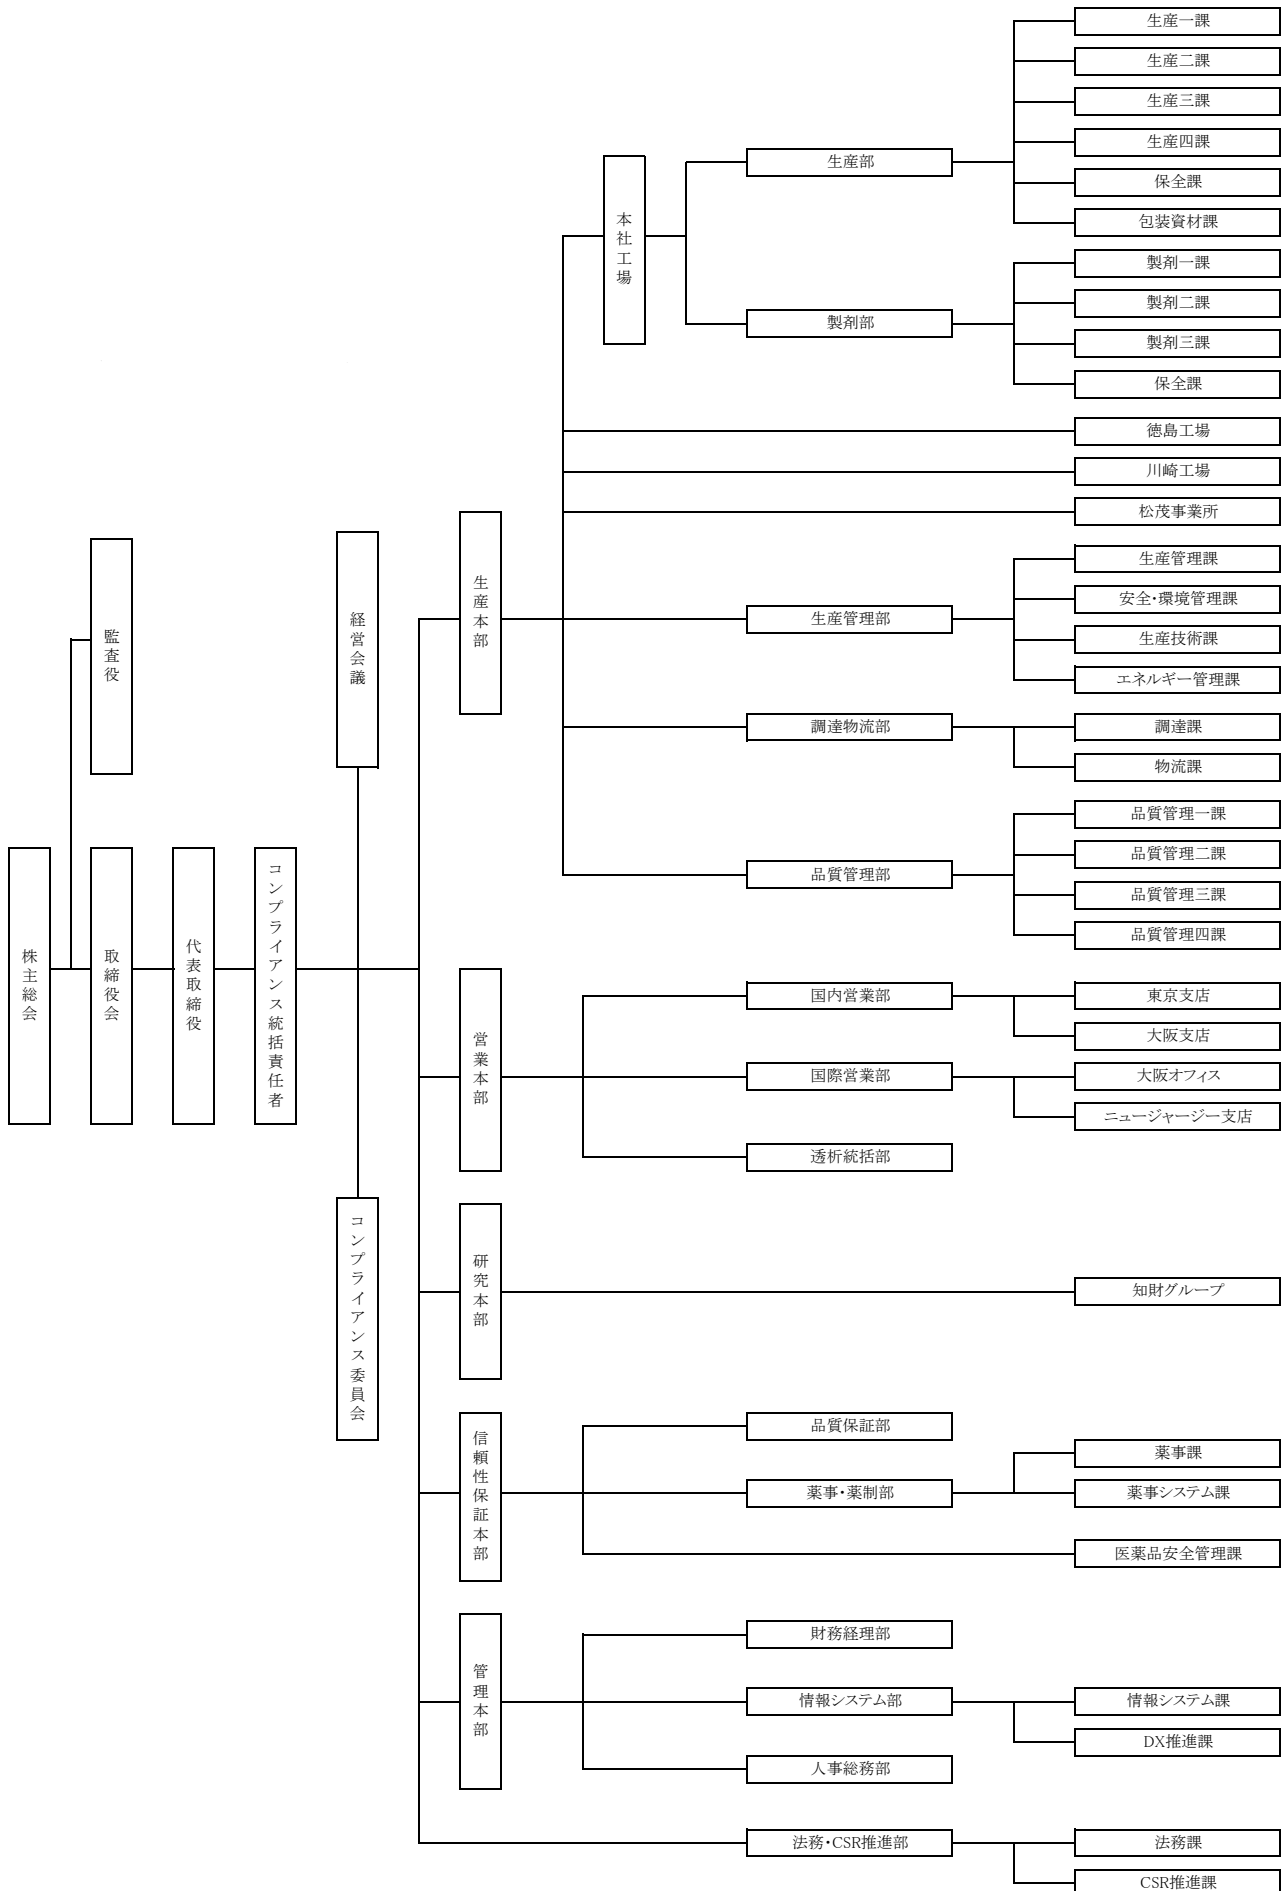 株主総会
監査役
取締役会
代表取締役
コンプライアンス統括責任者
経営会議
コンプライアンス委員会
生産本部
本社工場
生産部
生産一課
生産二課
生産三課
生産四課
保全課
包装資材課
製剤部
製剤一課
製剤二課
製剤三課
保全課
徳島工場
川崎工場
松茂事業所
生産管理部
生産管理課
安全・環境管理課
生産技術課
エネルギー管理課
調達物流部
調達課
物流課
品質管理部
品質管理一課
品質管理二課
品質管理三課
品質管理四課
営業本部
国内営業部
東京支店
大阪支店
国際営業部
大阪オフィス
ニュージャージー支店
透析統括部
研究本部
知財グループ
信頼性保証本部
品質保証部
薬事・薬制部
薬事課
薬事システム課
医薬品安全管理課
管理本部
財務経理部
情報システム部
情報システム課
DX推進課
人事総務部
法務・CSR推進部
法務課
CSR推進課